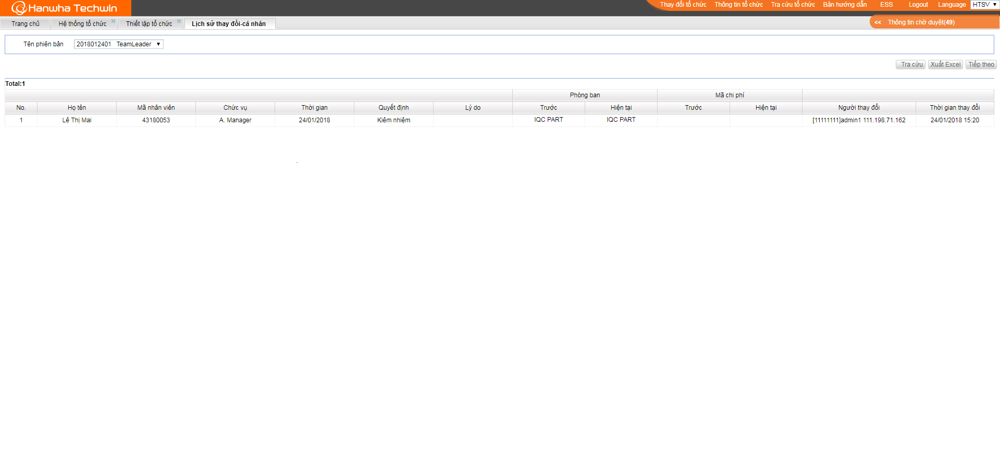 Hanwha Techwin
Thay đổi tổ chức Thông tin tổ chức Tra cứu tổ chức Bản hướng dẫn ESS Logout Language HTSV
Trang chủ Hệ thống tổ chức Thiết lập tổ chức Lịch sử thay đổi-cá nhân
<< Thông tin chờ duyệt(49)
Tên phiên bản 2018012401 TeamLeader
Tra cứu Xuất Excel Tiếp theo
Total:1
Phòng ban Mã chi phí
No. Họ tên Mã nhân viên Chức vụ Thời gian Quyết định Lý do Trước Hiện tại Trước Hiện tại Người thay đổi Thời gian thay đổi
1 Lê Thị Mai 43180053 A. Manager 24/01/2018 Kiêm nhiệm IQC PART IQC PART [11111111]admin1 111.198.71.162 24/01/2018 15:20